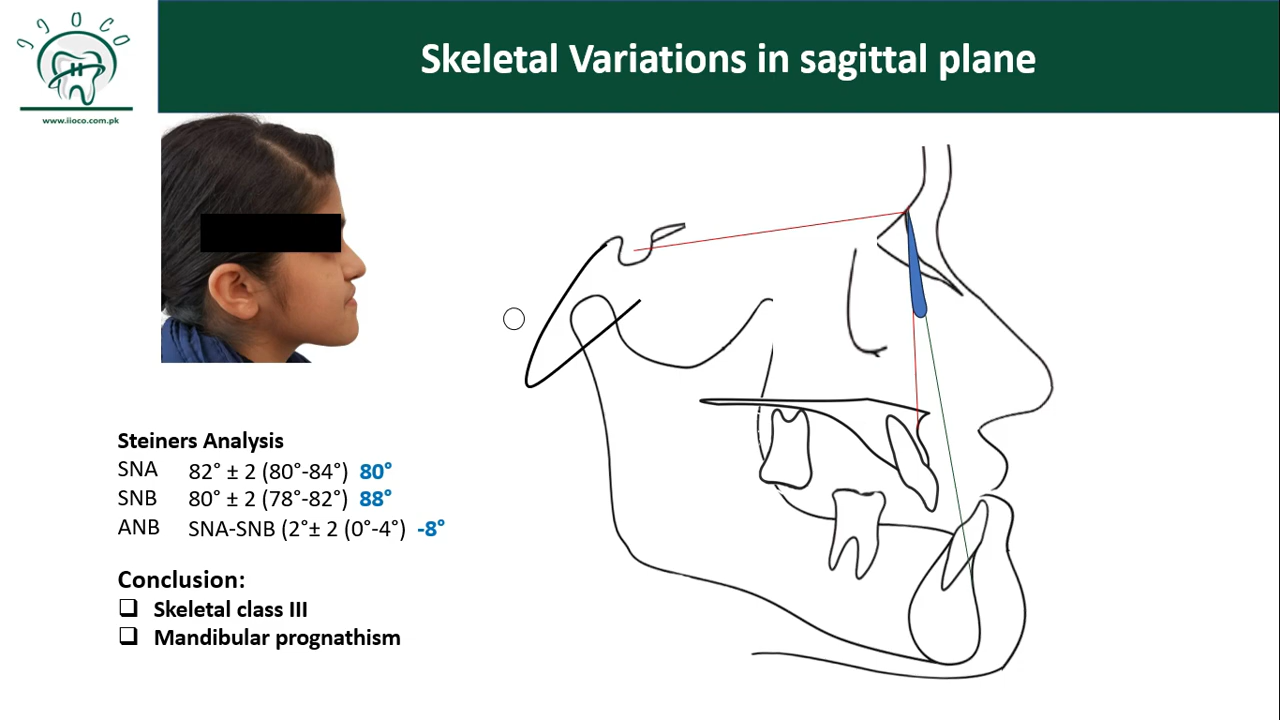 IIOCO
www.iioco.com.pk
Skeletal Variations in sagittal plane
Steiners Analysis
SNA 82° ± 2 (80°-84°) 80°
SNB 80° ± 2 (78°-82°) 88°
ANB SNA-SNB (2°± 2 (0°-4°) -8°
Conclusion:
Skeletal class III
Mandibular prognathism